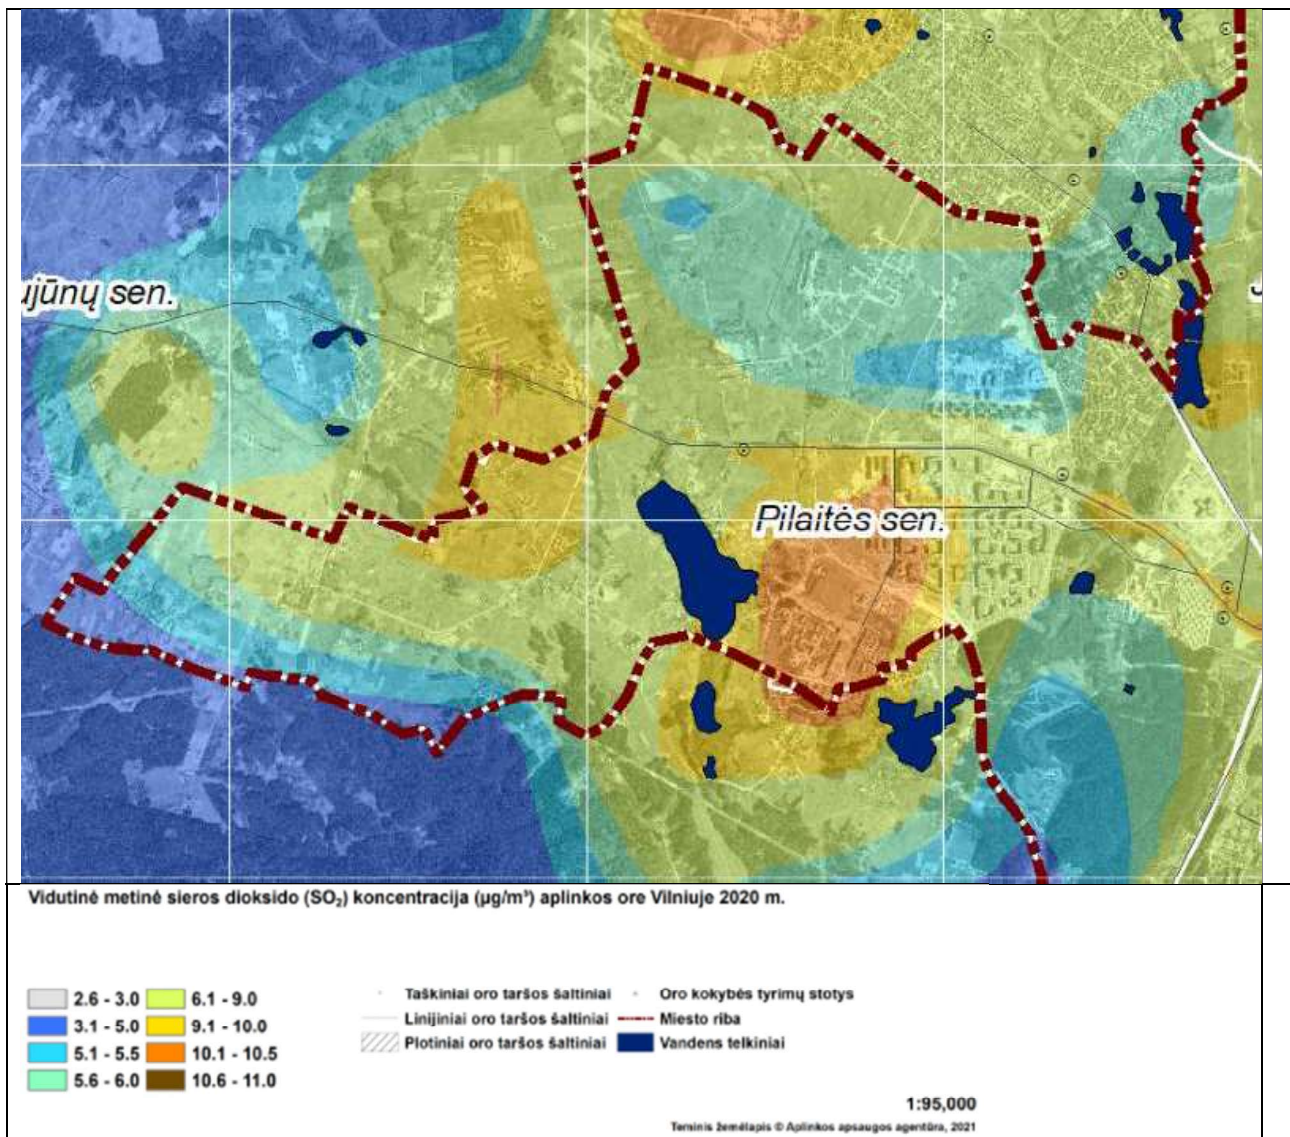 ujūnų sen.
Pilaitės sen.
Vidutinė metinė sieros dioksido (SO₂) koncentracija (µg/m³) aplinkos ore Vilniuje 2020 m.
2.6 - 3.0 6.1 - 9.0 Taškiniai oro taršos šaltiniai Oro kokybės tyrimų stotys
3.1 - 5.0 9.1 - 10.0 Linijiniai oro taršos šaltiniai Miesto riba
5.1 - 5.5 10.1 - 10.5 Plotiniai oro taršos šaltiniai Vandens telkiniai
5.6 - 6.0 10.6 - 11.0
1:95,000
Teminis žemėlapis © Aplinkos apsaugos agentūra, 2021